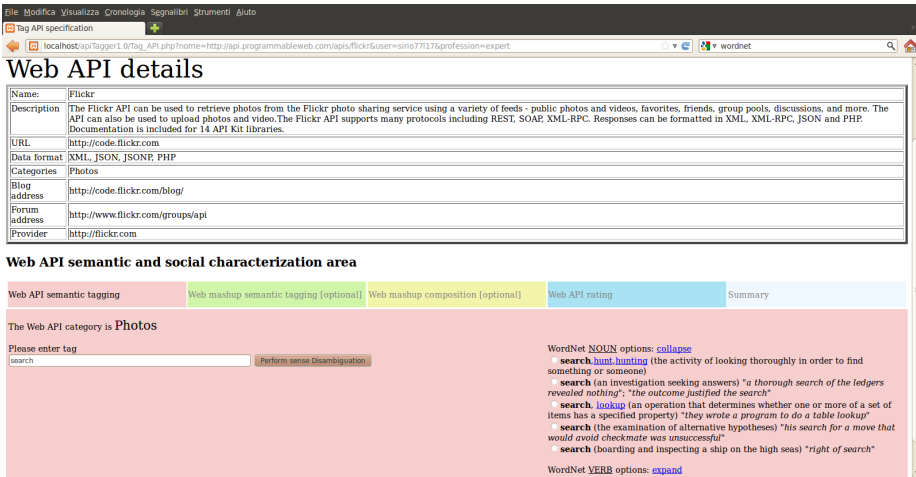 File Modifica Visualizza Cronologia Segnalibri Strumenti Aiuto
Tag API specification
localhost/apiTagger1.0/Tag_API.php?nome=http://api.programmableweb.com/apis/flickr&user=sirio77l17&profession=expert
wordnet
Web API details
Name: Flickr
Description The Flickr API can be used to retrieve photos from the Flickr photo sharing service using a variety of feeds - public photos and videos, favorites, friends, group pools, discussions, and more. The
API can also be used to upload photos and video.The Flickr API supports many protocols including REST, SOAP, XML-RPC. Responses can be formatted in XML, XML-RPC, JSON and PHP.
Documentation is included for 14 API Kit libraries.
URL http://code.flickr.com
Data format XML, JSON, JSONP, PHP
Categories Photos
Blog
address http://code.flickr.com/blog/
Forum
address http://www.flickr.com/groups/api
Provider http://flickr.com
Web API semantic and social characterization area
Web API semantic tagging Web mashup semantic tagging [optional] Web mashup composition [optional] Web API rating Summary
The Web API category is Photos
Please enter tag
search Perform sense Disambiguation
WordNet NOUN options: collapse
search,hunt,hunting (the activity of looking thoroughly in order to find
something or someone)
search (an investigation seeking answers) "a thorough search of the ledgers
revealed nothing"; "the outcome justified the search"
search, lookup (an operation that determines whether one or more of a set of
items has a specified property) "they wrote a program to do a table lookup"
search (the examination of alternative hypotheses) "his search for a move that
would avoid checkmate was unsuccessful"
search (boarding and inspecting a ship on the high seas) "right of search"
WordNet VERB options: expand